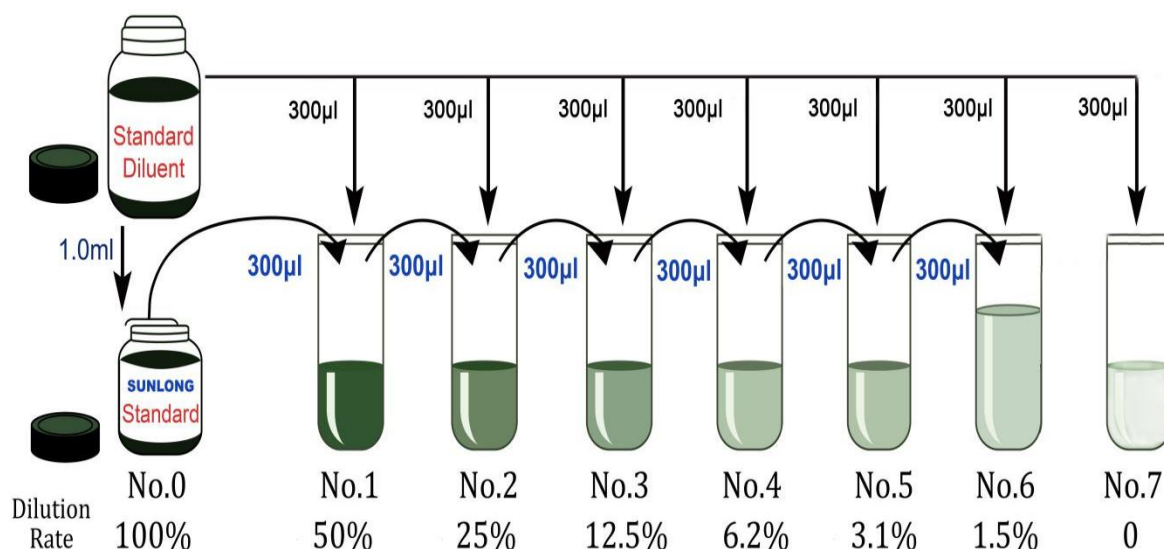 300µl 300µl 300µl 300µl 300µl 300µl 300µl
Standard
Diluent
1.0ml
300µl 300µl 300µl 300µl 300µl 300µl
SUNLONG
Standard
No.0 No.1 No.2 No.3 No.4 No.5 No.6 No.7
Dilution
Rate 100% 50% 25% 12.5% 6.2% 3.1% 1.5% 0